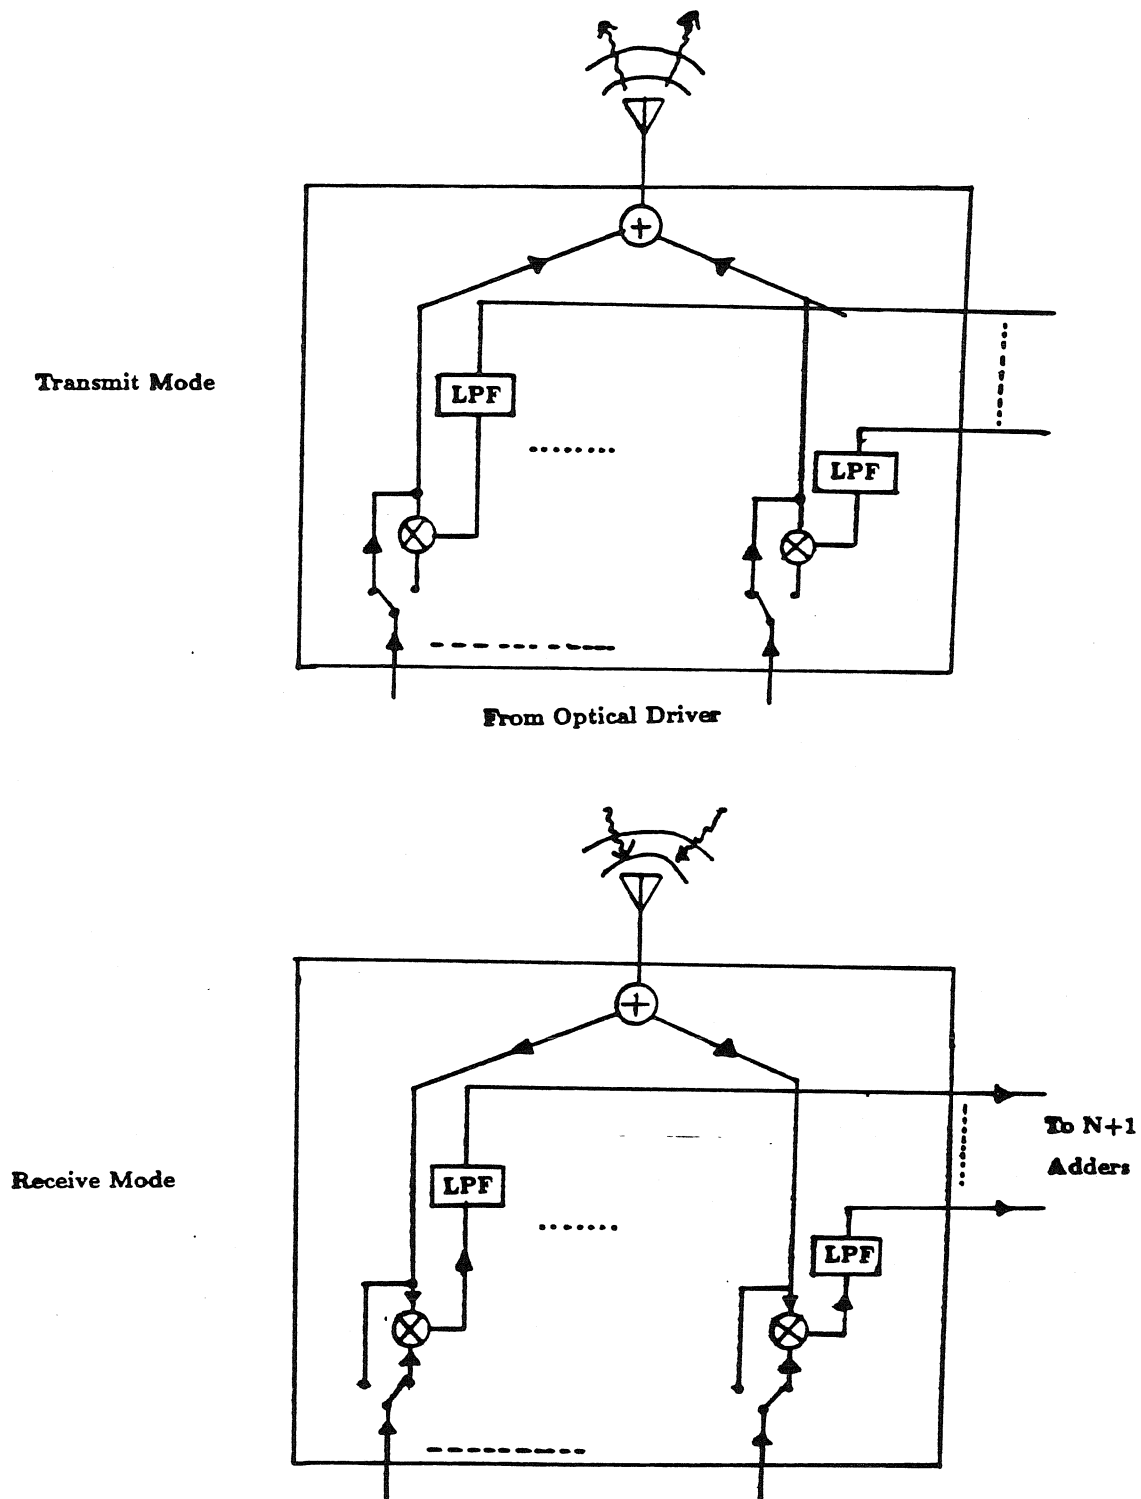 Transmit Mode
LPF
LPF
From Optical Driver
To N+1
Adders
Receive Mode
LPF
LPF